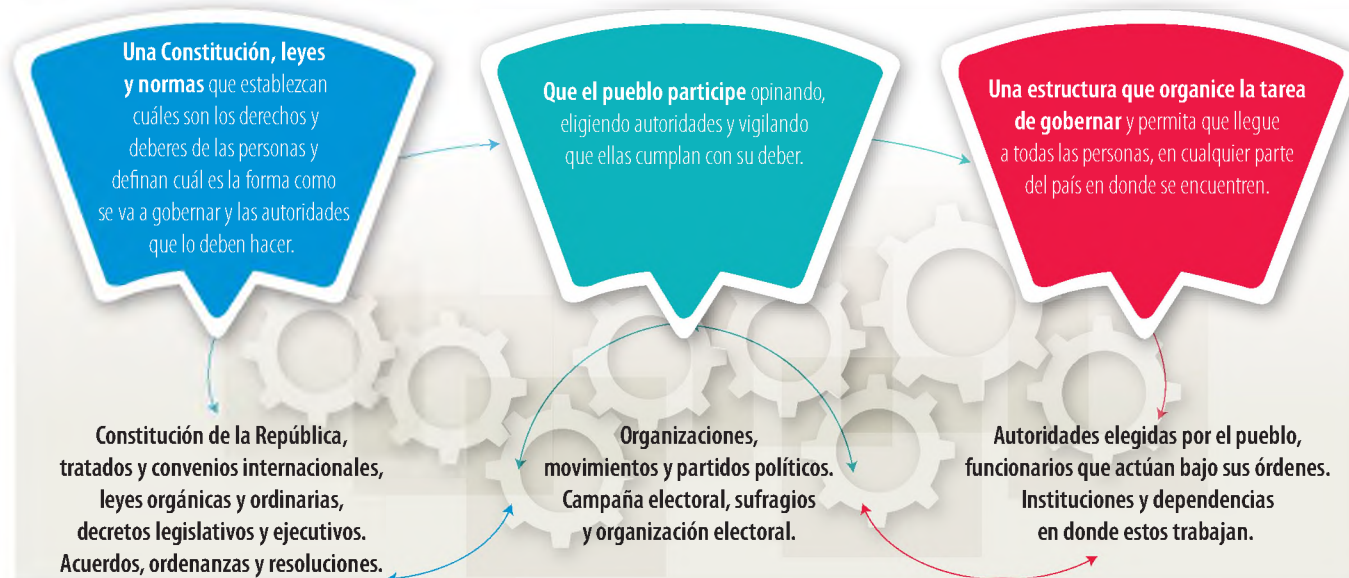 Una Constitución, leyes
y normas que establezcan
cuáles son los derechos y
deberes de las personas y
definan cuál es la forma como
se va a gobernar y las autoridades
que lo deben hacer.
Que el pueblo participe opinando,
eligiendo autoridades y vigilando
que ellas cumplan con su deber.
Una estructura que organice la tarea
de gobernar y permita que llegue
a todas las personas, en cualquier parte
del país en donde se encuentren.
Constitución de la República,
tratados y convenios internacionales,
leyes orgánicas y ordinarias,
decretos legislativos y ejecutivos.
Acuerdos, ordenanzas y resoluciones.
Organizaciones,
movimientos y partidos políticos.
Campaña electoral, sufragios
y organización electoral.
Autoridades elegidas por el pueblo,
funcionarios que actúan bajo sus órdenes.
Instituciones y dependencias
en donde estos trabajan.